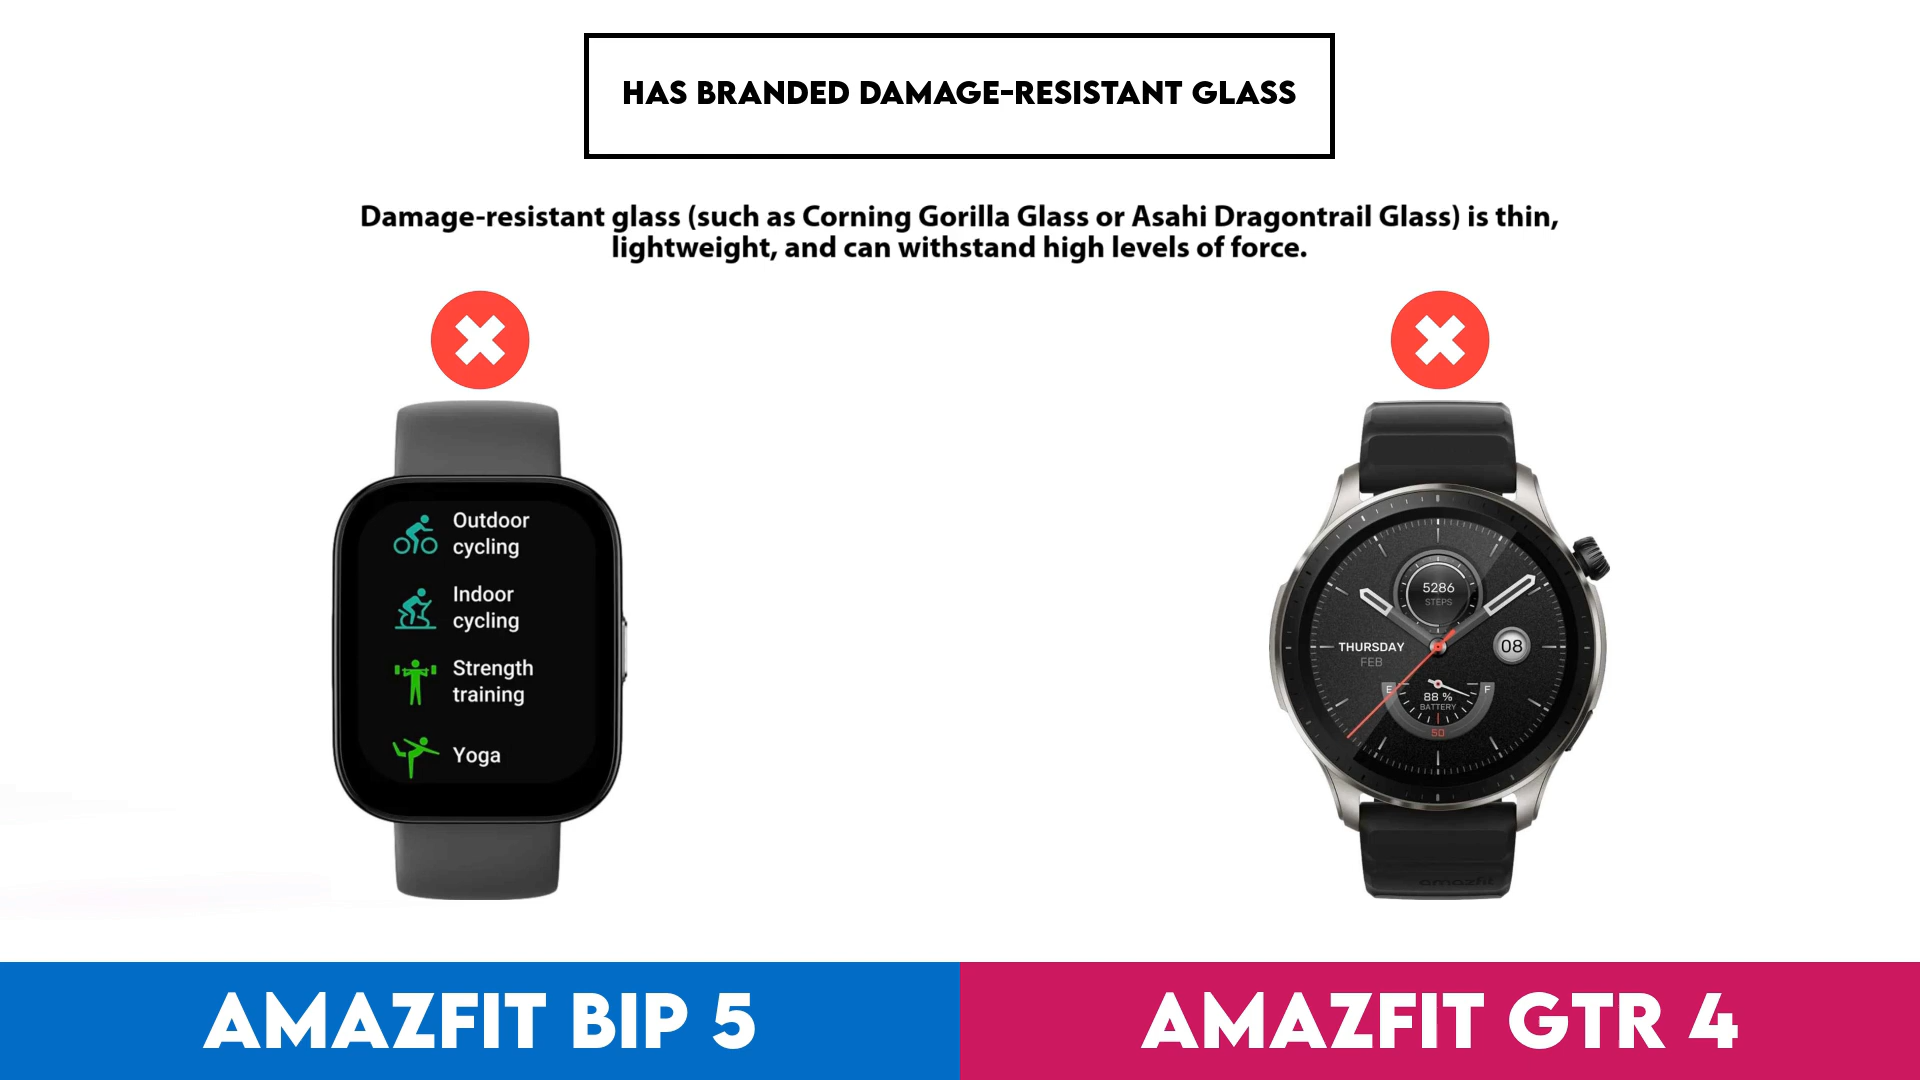 HAS BRANDED DAMAGE-RESISTANT GLASS
Damage-resistant glass (such as Corning Gorilla Glass or Asahi Dragontrail Glass) is thin,
lightweight, and can withstand high levels of force.
Outdoor
cycling
Indoor
cycling
Strength
training
Yoga
5286
STEPS
THURSDAY
FEB
08
E
F
88 %
BATTERY
50
amazfit
AMAZFIT BIP 5
AMAZFIT GTR 4